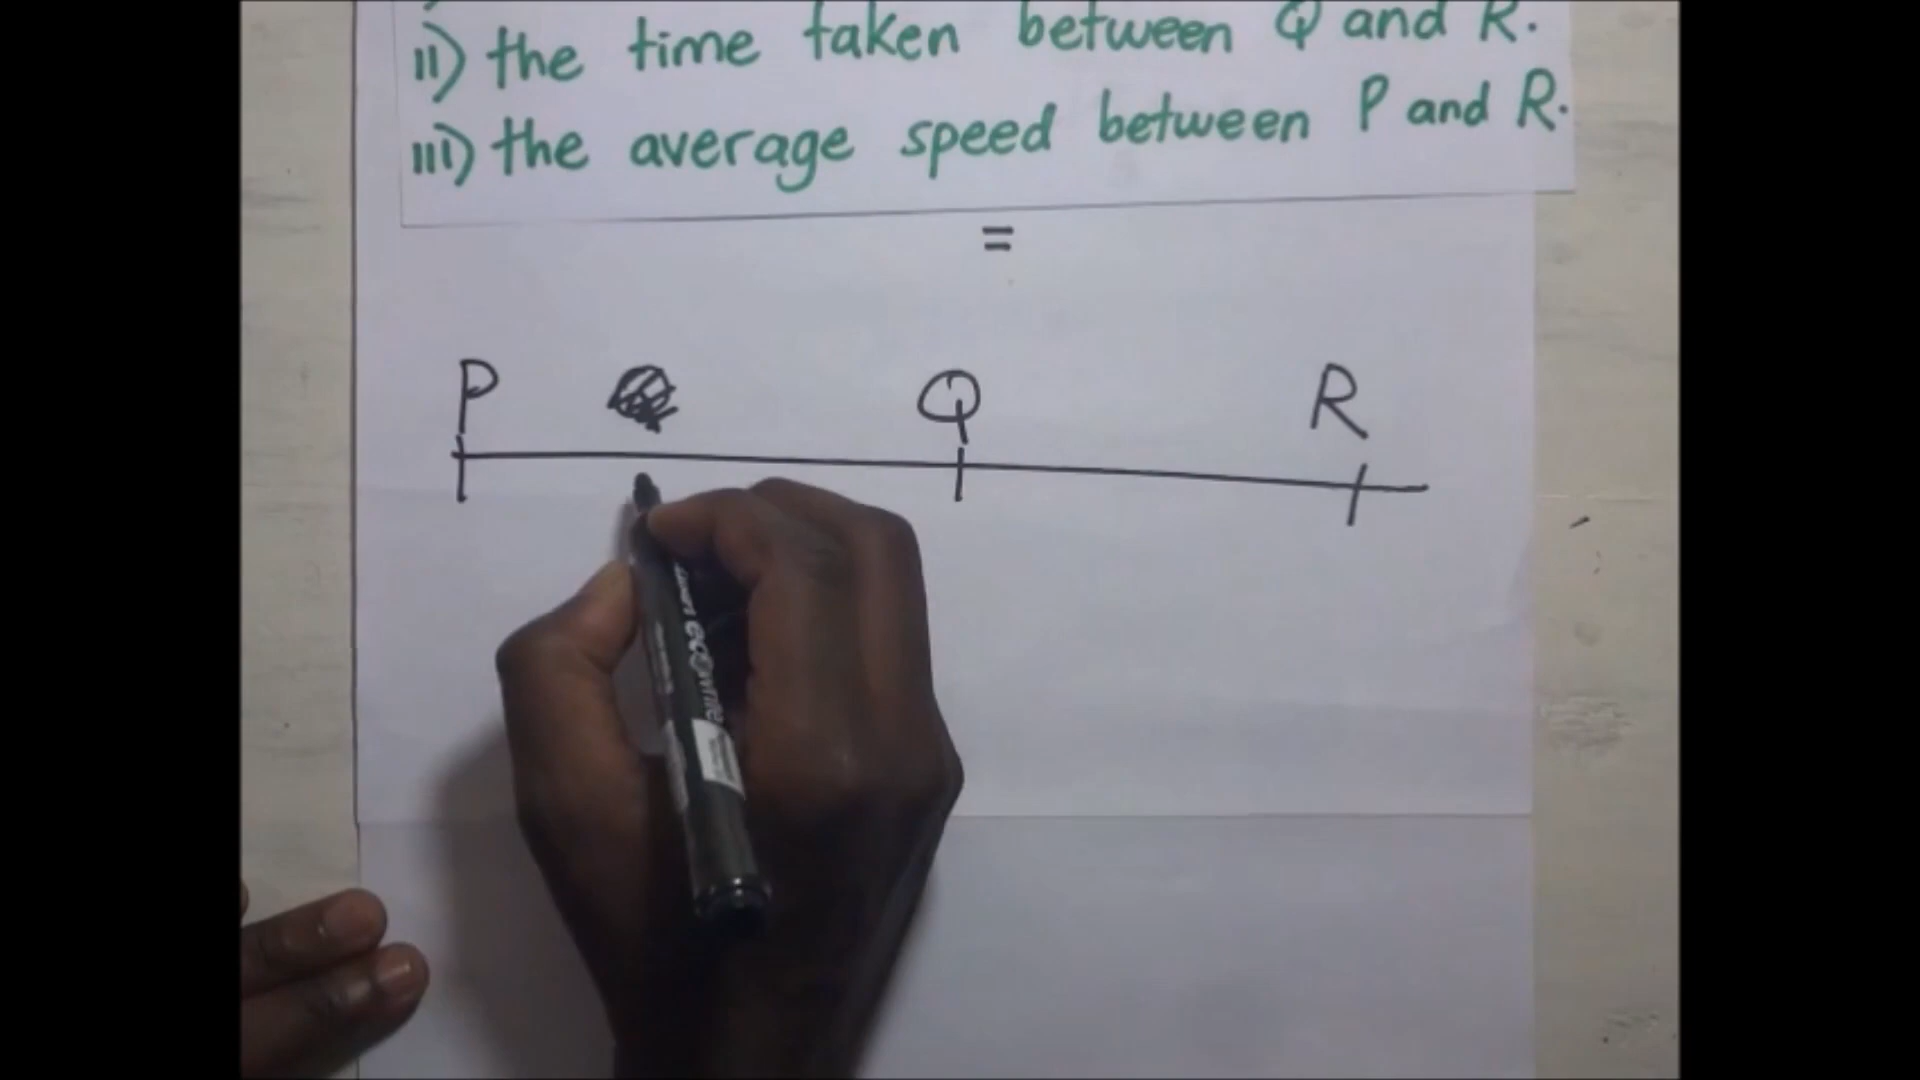 ii) the time taken between Q and R.
iii) the average speed between P and R.
=
P Q R